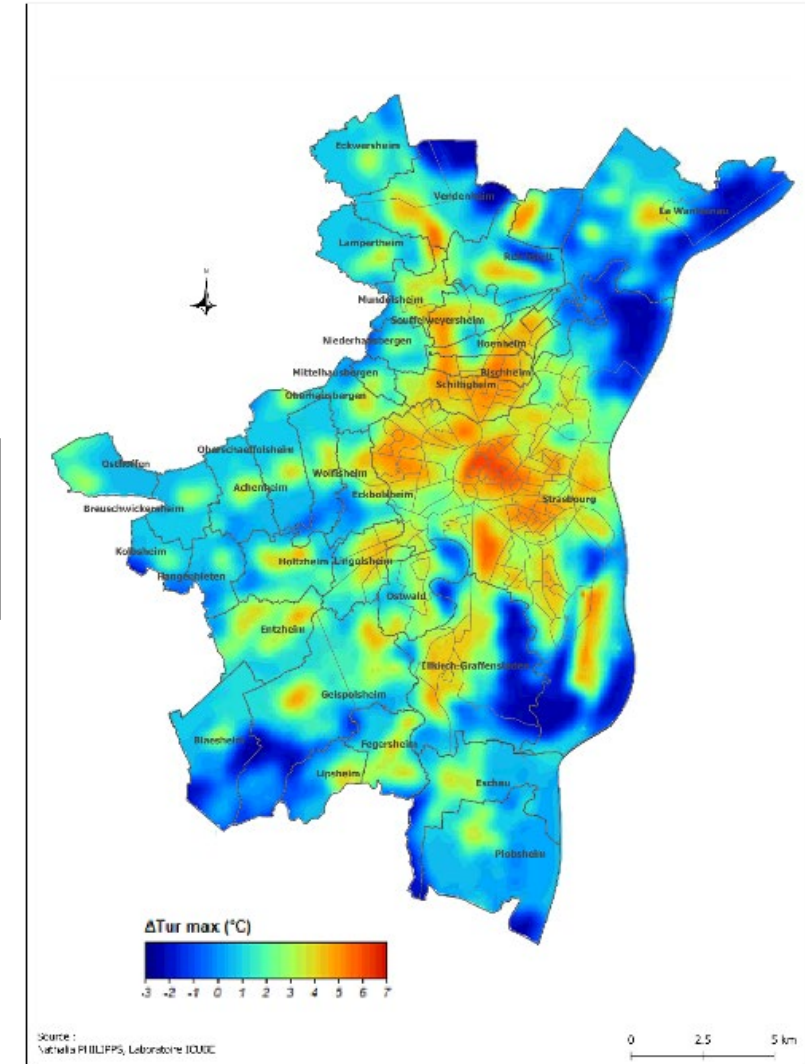 N
Eckwersheim
Vendenheim
La Wantzenau
Lampertheim
Mundolsheim
Souffelweyersheim
Niederhausbergen
Hoenheim
Mittelhausbergen
Bischheim
Schiltigheim
Oberhausbergen
Oberschaeffolsheim
Osthoffen
Wolfisheim
Achenheim
Eckbolsheim
Strasbourg
Breuschwickersheim
Kolbsheim
Holtzheim
Lingolsheim
Hangenbieten
Ostwald
Entzheim
Illkirch-Graffenstaden
Geispolsheim
Blaesheim
Fegersheim
Lipsheim
Eschau
Plobsheim
ΔTur max (°C)
-3 -2 -1 0 1 2 3 4 5 6 7
Source :
Nathalia PHILIPPS, Laboratoire ICUBE
0 2.5 5 km